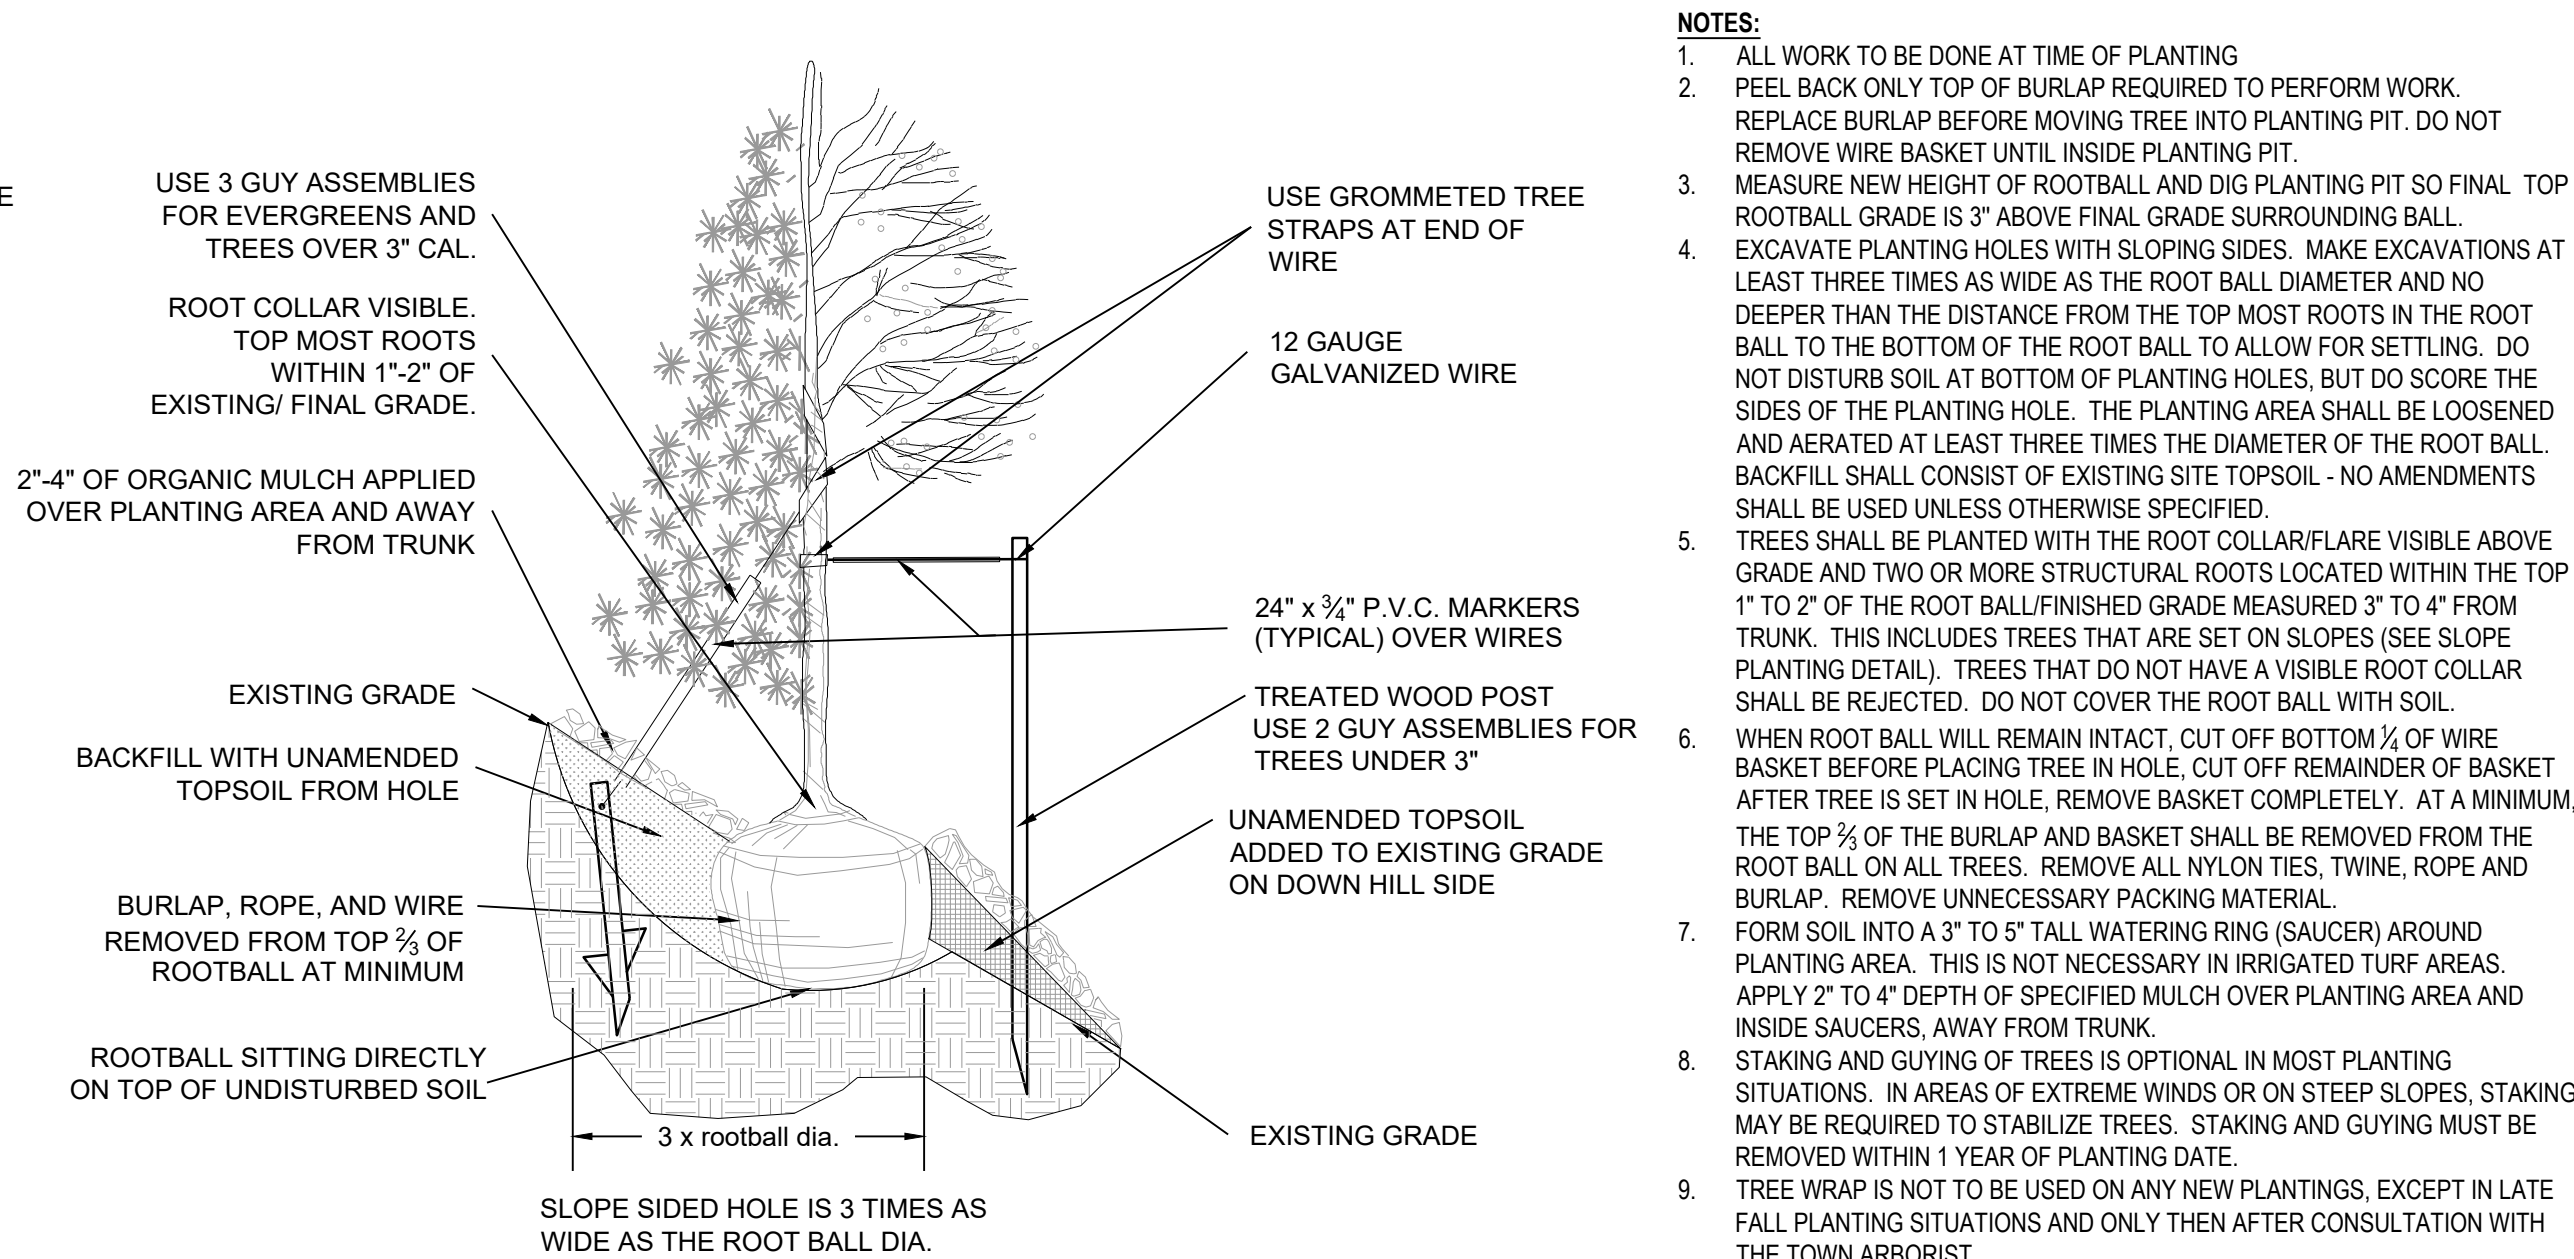 E
USE 3 GUY ASSEMBLIES
FOR EVERGREENS AND
TREES OVER 3" CAL.
ROOT COLLAR VISIBLE.
TOP MOST ROOTS
WITHIN 1"-2" OF
EXISTING/ FINAL GRADE.
2"-4" OF ORGANIC MULCH APPLIED
OVER PLANTING AREA AND AWAY
FROM TRUNK
EXISTING GRADE
BACKFILL WITH UNAMENDED
TOPSOIL FROM HOLE
BURLAP, ROPE, AND WIRE
REMOVED FROM TOP ⅔ OF
ROOTBALL AT MINIMUM
ROOTBALL SITTING DIRECTLY
ON TOP OF UNDISTURBED SOIL
3 x rootball dia.
SLOPE SIDED HOLE IS 3 TIMES AS
WIDE AS THE ROOT BALL DIA.
USE GROMMETED TREE
STRAPS AT END OF
WIRE
12 GAUGE
GALVANIZED WIRE
24" x ¾" P.V.C. MARKERS
(TYPICAL) OVER WIRES
TREATED WOOD POST
USE 2 GUY ASSEMBLIES FOR
TREES UNDER 3"
UNAMENDED TOPSOIL
ADDED TO EXISTING GRADE
ON DOWN HILL SIDE
EXISTING GRADE
NOTES:
1. ALL WORK TO BE DONE AT TIME OF PLANTING
2. PEEL BACK ONLY TOP OF BURLAP REQUIRED TO PERFORM WORK.
REPLACE BURLAP BEFORE MOVING TREE INTO PLANTING PIT. DO NOT
REMOVE WIRE BASKET UNTIL INSIDE PLANTING PIT.
3. MEASURE NEW HEIGHT OF ROOTBALL AND DIG PLANTING PIT SO FINAL TOP
ROOTBALL GRADE IS 3" ABOVE FINAL GRADE SURROUNDING BALL.
4. EXCAVATE PLANTING HOLES WITH SLOPING SIDES. MAKE EXCAVATIONS AT
LEAST THREE TIMES AS WIDE AS THE ROOT BALL DIAMETER AND NO
DEEPER THAN THE DISTANCE FROM THE TOP MOST ROOTS IN THE ROOT
BALL TO THE BOTTOM OF THE ROOT BALL TO ALLOW FOR SETTLING. DO
NOT DISTURB SOIL AT BOTTOM OF PLANTING HOLES, BUT DO SCORE THE
SIDES OF THE PLANTING HOLE. THE PLANTING AREA SHALL BE LOOSENED
AND AERATED AT LEAST THREE TIMES THE DIAMETER OF THE ROOT BALL.
BACKFILL SHALL CONSIST OF EXISTING SITE TOPSOIL - NO AMENDMENTS
SHALL BE USED UNLESS OTHERWISE SPECIFIED.
5. TREES SHALL BE PLANTED WITH THE ROOT COLLAR/FLARE VISIBLE ABOVE
GRADE AND TWO OR MORE STRUCTURAL ROOTS LOCATED WITHIN THE TOP
1" TO 2" OF THE ROOT BALL/FINISHED GRADE MEASURED 3" TO 4" FROM
TRUNK. THIS INCLUDES TREES THAT ARE SET ON SLOPES (SEE SLOPE
PLANTING DETAIL). TREES THAT DO NOT HAVE A VISIBLE ROOT COLLAR
SHALL BE REJECTED. DO NOT COVER THE ROOT BALL WITH SOIL.
6. WHEN ROOT BALL WILL REMAIN INTACT, CUT OFF BOTTOM ¼ OF WIRE
BASKET BEFORE PLACING TREE IN HOLE, CUT OFF REMAINDER OF BASKET
AFTER TREE IS SET IN HOLE, REMOVE BASKET COMPLETELY. AT A MINIMUM,
THE TOP ⅔ OF THE BURLAP AND BASKET SHALL BE REMOVED FROM THE
ROOT BALL ON ALL TREES. REMOVE ALL NYLON TIES, TWINE, ROPE AND
BURLAP. REMOVE UNNECESSARY PACKING MATERIAL.
7. FORM SOIL INTO A 3" TO 5" TALL WATERING RING (SAUCER) AROUND
PLANTING AREA. THIS IS NOT NECESSARY IN IRRIGATED TURF AREAS.
APPLY 2" TO 4" DEPTH OF SPECIFIED MULCH OVER PLANTING AREA AND
INSIDE SAUCERS, AWAY FROM TRUNK.
8. STAKING AND GUYING OF TREES IS OPTIONAL IN MOST PLANTING
SITUATIONS. IN AREAS OF EXTREME WINDS OR ON STEEP SLOPES, STAKING
MAY BE REQUIRED TO STABILIZE TREES. STAKING AND GUYING MUST BE
REMOVED WITHIN 1 YEAR OF PLANTING DATE.
9. TREE WRAP IS NOT TO BE USED ON ANY NEW PLANTINGS, EXCEPT IN LATE
FALL PLANTING SITUATIONS AND ONLY THEN AFTER CONSULTATION WITH
THE TOWN ARBORIST